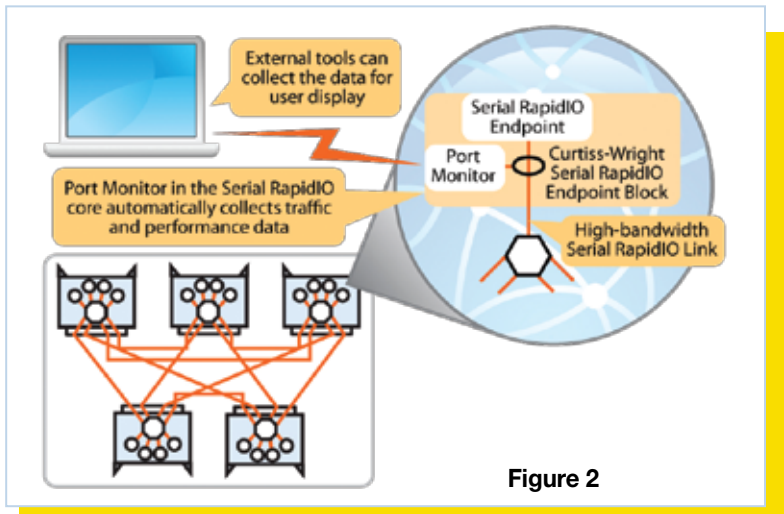 External tools can
collect the data for
user display
Serial RapidIO
Endpoint
Port
Monitor
Curtiss-Wright
Serial RapidIO
Endpoint Block
Port Monitor in the Serial RapidIO
core automatically collects traffic
and performance data
High-bandwidth
Serial RapidIO Link
Figure 2